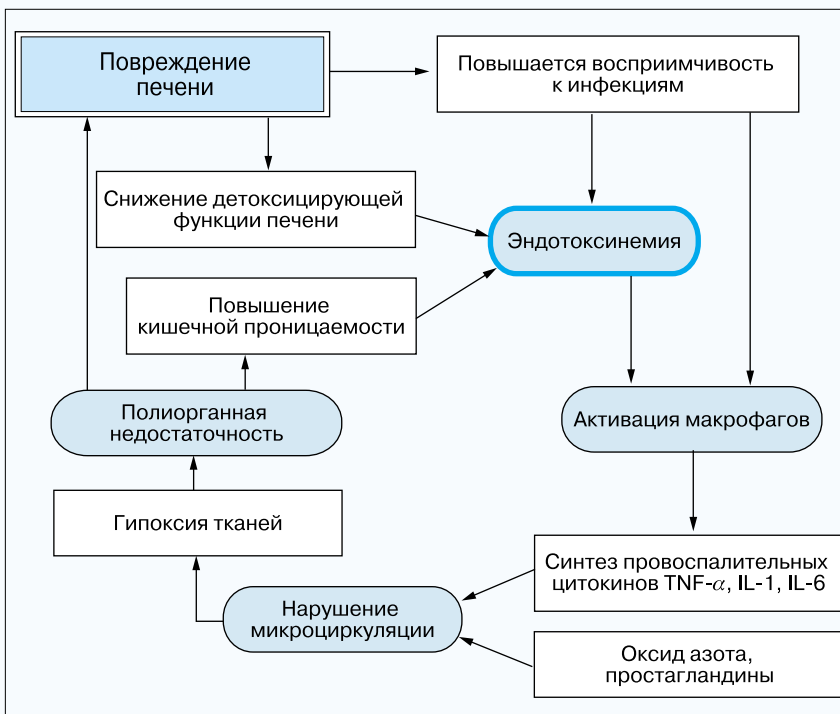 Повреждение
печени
Повышается восприимчивость
к инфекциям
Снижение детоксицирующей
функции печени
Эндотоксинемия
Повышение
кишечной проницаемости
Полиорганная
недостаточность
Активация макрофагов
Гипоксия тканей
Синтез провоспалительных
цитокинов TNF-α, IL-1, IL-6
Нарушение
микроциркуляции
Оксид азота,
простагландины